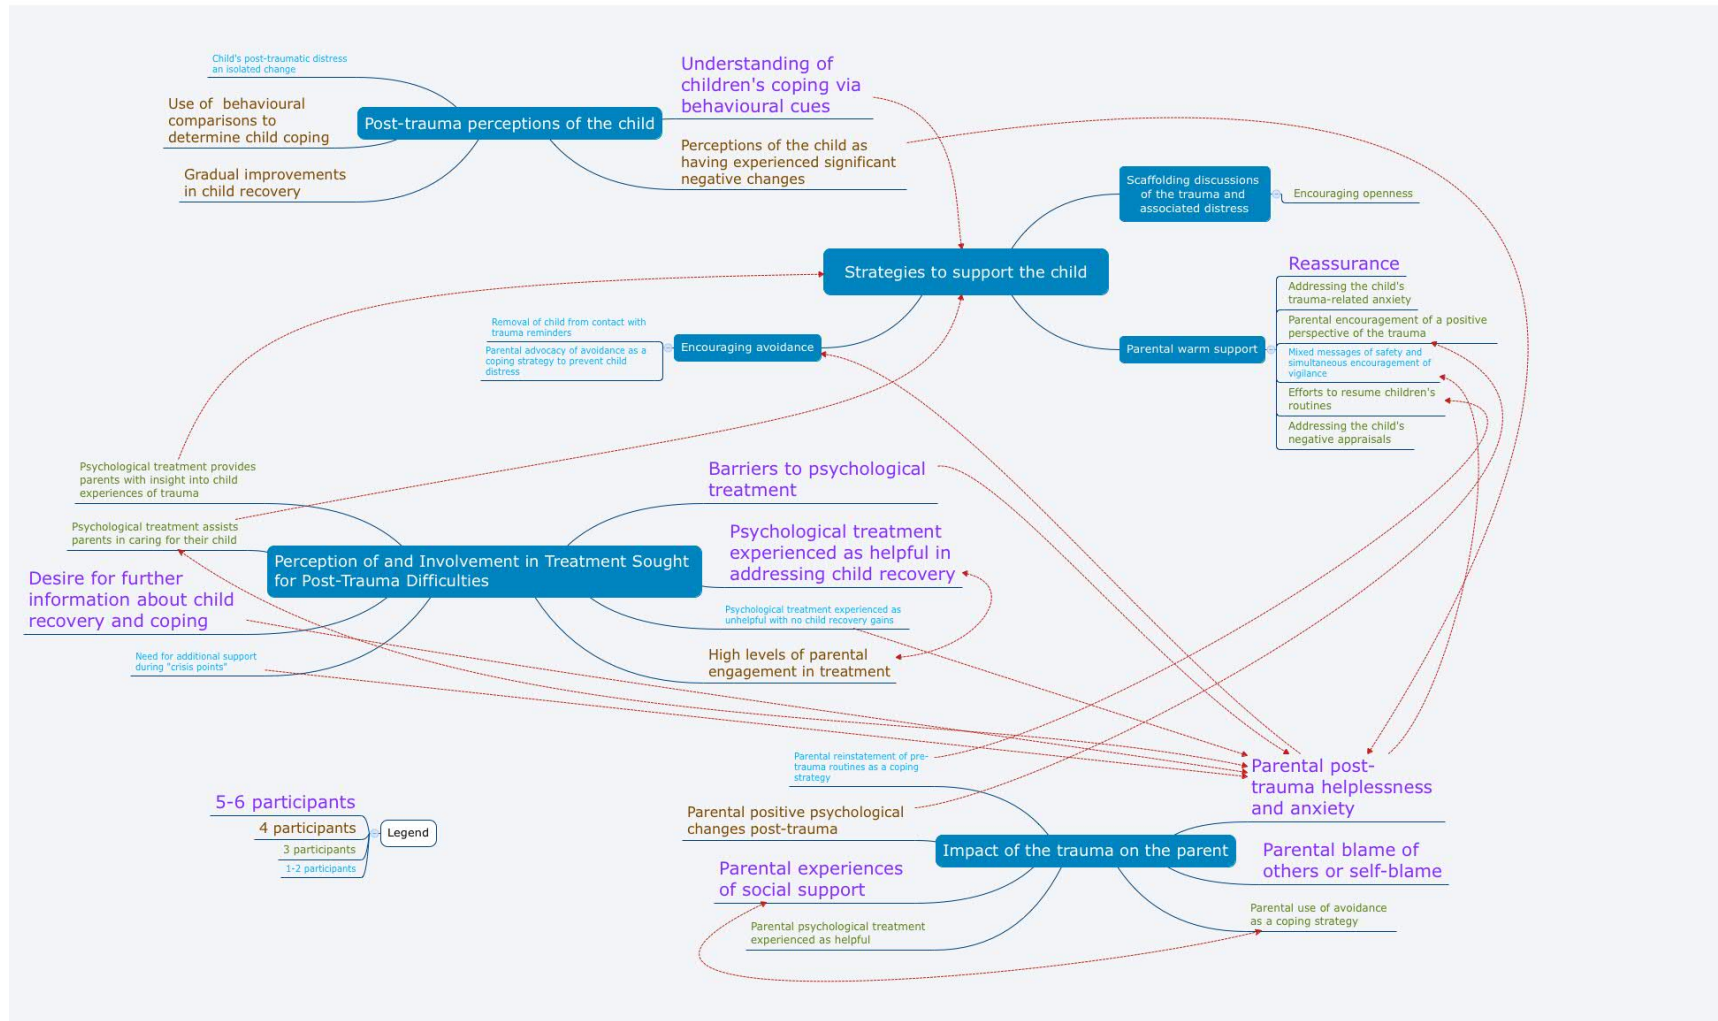 Child's post-traumatic distress
an isolated change
Use of  behavioural
comparisons to
determine child coping
Gradual improvements
in child recovery
Post-trauma perceptions of the child
Understanding of
children's coping via
behavioural cues
Perceptions of the child as
having experienced significant
negative changes
Scaffolding discussions
of the trauma and
associated distress
Encouraging openness
Strategies to support the child
Removal of child from contact with
trauma reminders
Parental advocacy of avoidance as a
coping strategy to prevent child
distress
Encouraging avoidance
Parental warm support
Reassurance
Addressing the child's
trauma-related anxiety
Parental encouragement of a positive
perspective of the trauma
Mixed messages of safety and
simultaneous encouragement of
vigilance
Efforts to resume children's
routines
Addressing the child's
negative appraisals
Psychological treatment provides
parents with insight into child
experiences of trauma
Psychological treatment assists
parents in caring for their child
Desire for further
information about child
recovery and coping
Need for additional support
during "crisis points"
Perception of and Involvement in Treatment Sought
for Post-Trauma Difficulties
Barriers to psychological
treatment
Psychological treatment
experienced as helpful in
addressing child recovery
Psychological treatment experienced as
unhelpful with no child recovery gains
High levels of parental
engagement in treatment
Parental reinstatement of pre-
trauma routines as a coping
strategy
Parental positive psychological
changes post-trauma
Parental experiences
of social support
Parental psychological treatment
experienced as helpful
Impact of the trauma on the parent
Parental post-
trauma helplessness
and anxiety
Parental blame of
others or self-blame
Parental use of avoidance
as a coping strategy
5-6 participants
4 participants
3 participants
1-2 participants
Legend